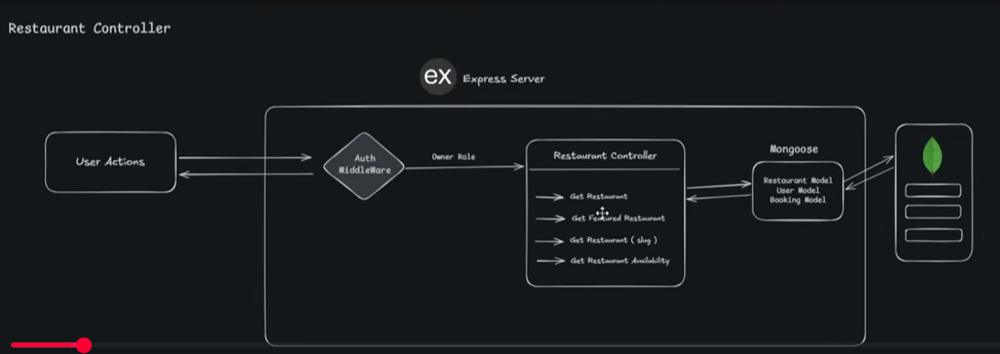 Restaurant Controller
ex Express Server
User Actions
Auth
MiddleWare
Owner Role
Restaurant Controller
Get Restaurant
Get Featured Restaurant
Get Restaurant ( slug )
Get Restaurant Availability
Mongoose
Restaurant Model
User Model
Booking Model